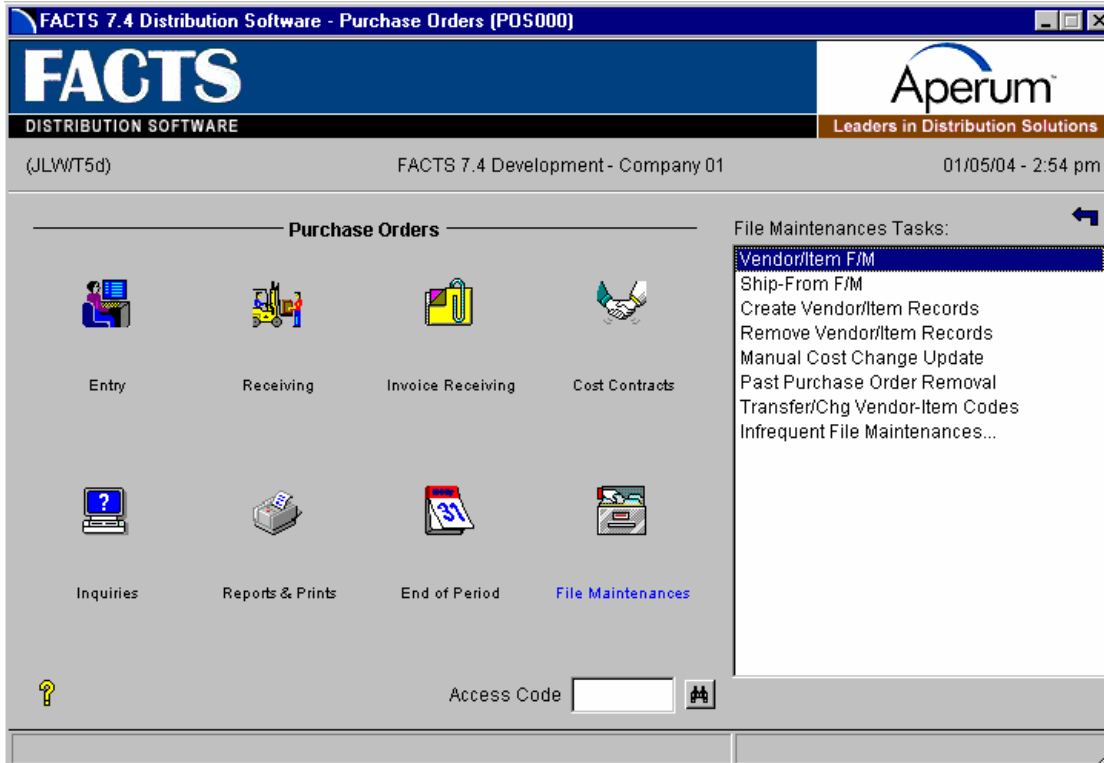 FACTS 7.4 Distribution Software - Purchase Orders (POS000)
FACTS
DISTRIBUTION SOFTWARE
Aperum™
Leaders in Distribution Solutions
(JLW/T5d)
FACTS 7.4 Development - Company 01
01/05/04 - 2:54 pm
Purchase Orders
Entry
Receiving
Invoice Receiving
Cost Contracts
?
31
Inquiries
Reports & Prints
End of Period
File Maintenances
File Maintenances Tasks:
Vendor/Item F/M
Ship-From F/M
Create Vendor/Item Records
Remove Vendor/Item Records
Manual Cost Change Update
Past Purchase Order Removal
Transfer/Chg Vendor-Item Codes
Infrequent File Maintenances...
?
Access Code